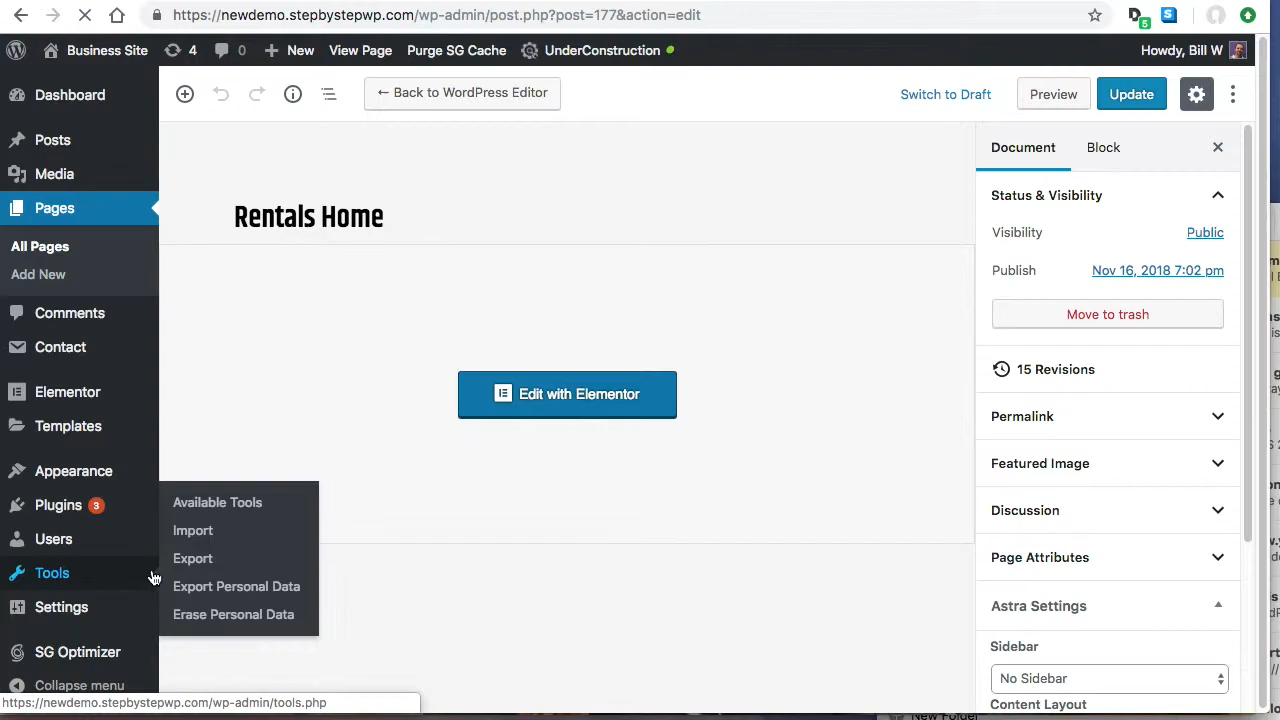 https://newdemo.stepbystepwp.com/wp-admin/post.php?post=177&action=edit
5
Business Site 4 0 New View Page Purge SG Cache UnderConstruction Howdy, Bill W
Dashboard
Posts
Media
Pages
All Pages
Add New
Comments
Contact
Elementor
Templates
Appearance
Plugins 3
Users
Tools
Settings
SG Optimizer
Collapse menu
Available Tools
Import
Export
Export Personal Data
Erase Personal Data
← Back to WordPress Editor
Switch to Draft Preview Update
Rentals Home
Edit with Elementor
Document Block
Status & Visibility
Visibility Public
Publish Nov 16, 2018 7:02 pm
Move to trash
15 Revisions
Permalink
Featured Image
Discussion
Page Attributes
Astra Settings
Sidebar
No Sidebar
Content Layout
https://newdemo.stepbystepwp.com/wp-admin/tools.php
New Folder